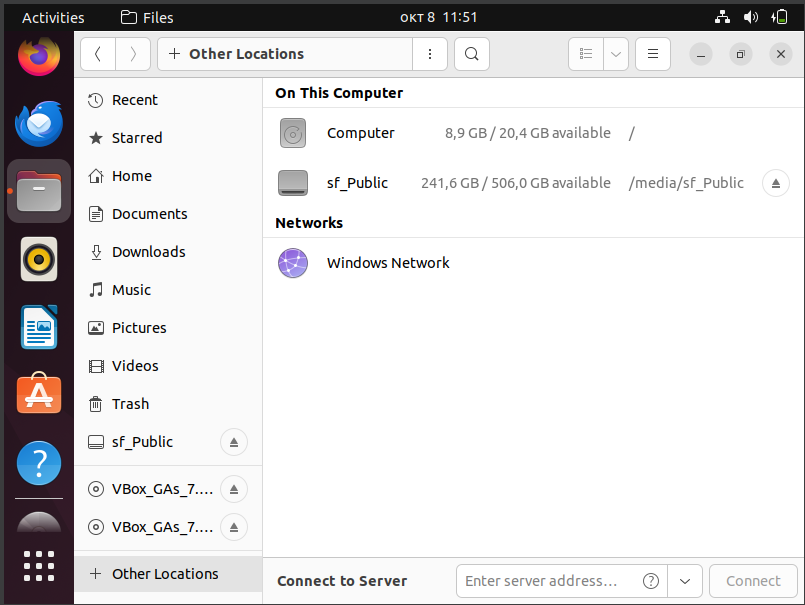 Activities
Files
окт 8 11:51
Other Locations
Recent
Starred
Home
Documents
Downloads
Music
Pictures
Videos
Trash
sf_Public
VBox_GAs_7....
VBox_GAs_7....
Other Locations
On This Computer
Computer 8,9 GB / 20,4 GB available /
sf_Public 241,6 GB / 506,0 GB available /media/sf_Public
Networks
Windows Network
Connect to Server
Enter server address...
Connect